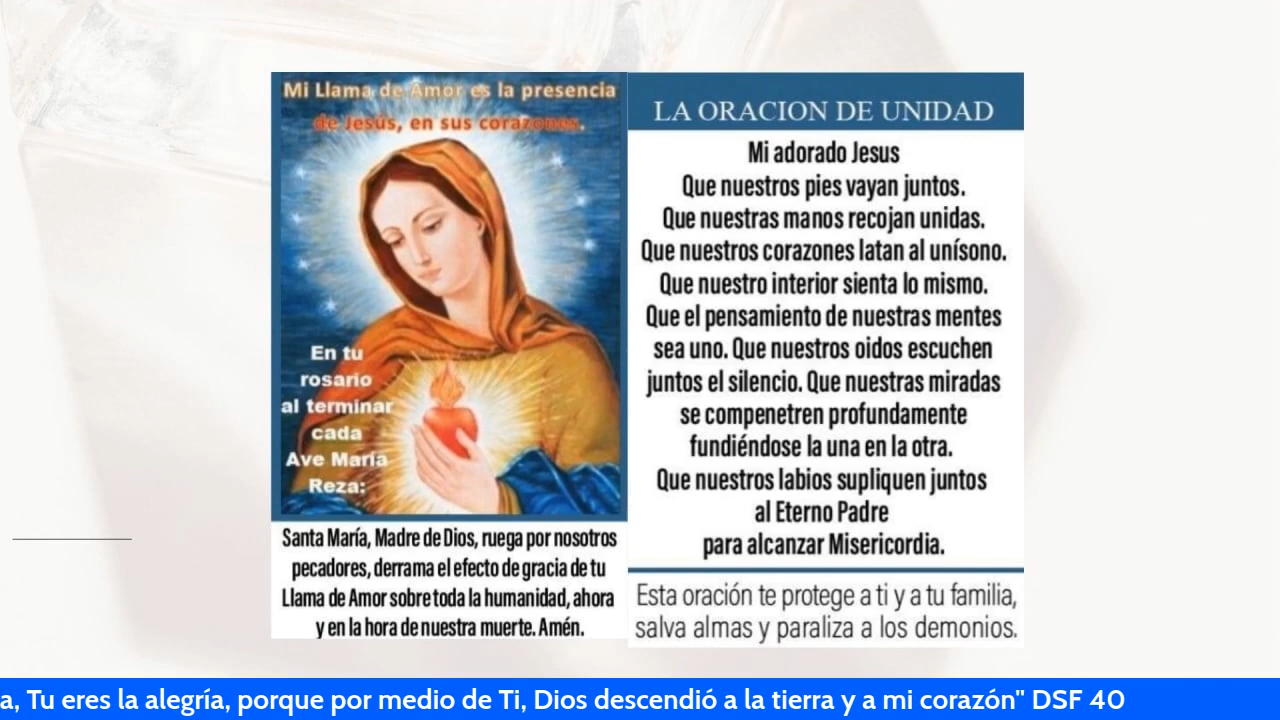 Mi Llama de Amor es la presencia
de Jesús, en sus corazones.
En tu
rosario
al terminar
cada
Ave María
Reza:
Santa María, Madre de Dios, ruega por nosotros
pecadores, derrama el efecto de gracia de tu
Llama de Amor sobre toda la humanidad, ahora
y en la hora de nuestra muerte. Amén.
LA ORACION DE UNIDAD
Mi adorado Jesus
Que nuestros pies vayan juntos.
Que nuestras manos recojan unidas.
Que nuestros corazones latan al unísono.
Que nuestro interior sienta lo mismo.
Que el pensamiento de nuestras mentes
sea uno. Que nuestros oidos escuchen
juntos el silencio. Que nuestras miradas
se compenetren profundamente
fundiéndose la una en la otra.
Que nuestros labios supliquen juntos
al Eterno Padre
para alcanzar Misericordia.
Esta oración te protege a ti y a tu familia,
salva almas y paraliza a los demonios.
a, Tu eres la alegría, porque por medio de Ti, Dios descendió a la tierra y a mi corazón" DSF 40